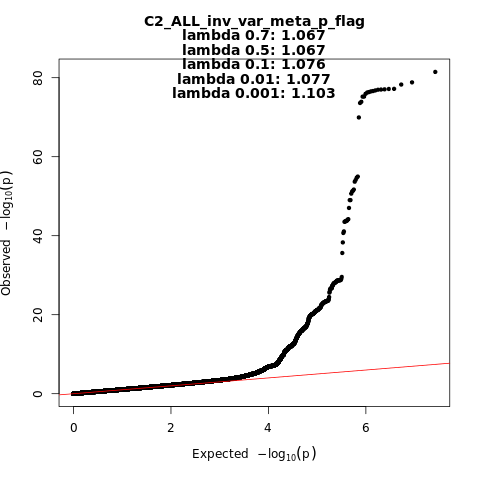 C2_ALL_inv_var_meta_p_flag
lambda 0.7: 1.067
lambda 0.5: 1.067
lambda 0.1: 1.076
lambda 0.01: 1.077
lambda 0.001: 1.103
80
60
40
20
0
Observed −log10(p)
0 2 4 6
Expected −log10(p)